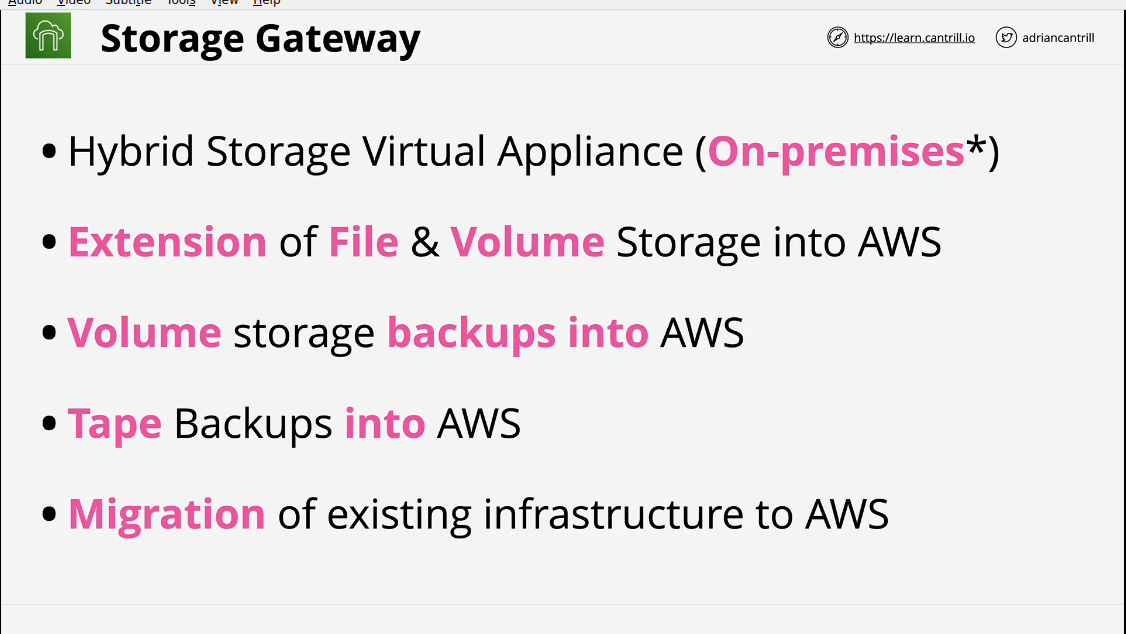 Audio Video Subtitle Tools View Help
Storage Gateway
https://learn.cantrill.io
adriancantrill
• Hybrid Storage Virtual Appliance (On-premises*)
• Extension of File & Volume Storage into AWS
• Volume storage backups into AWS
• Tape Backups into AWS
• Migration of existing infrastructure to AWS